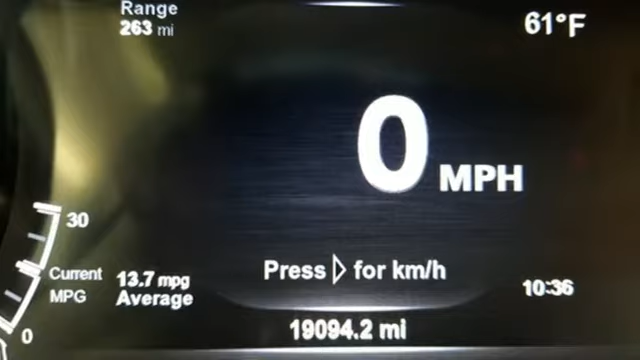 Range
263 mi
61°F
0 MPH
30
Current
MPG
13.7 mpg
Average
Press ▷ for km/h
10:36
0
19094.2 mi